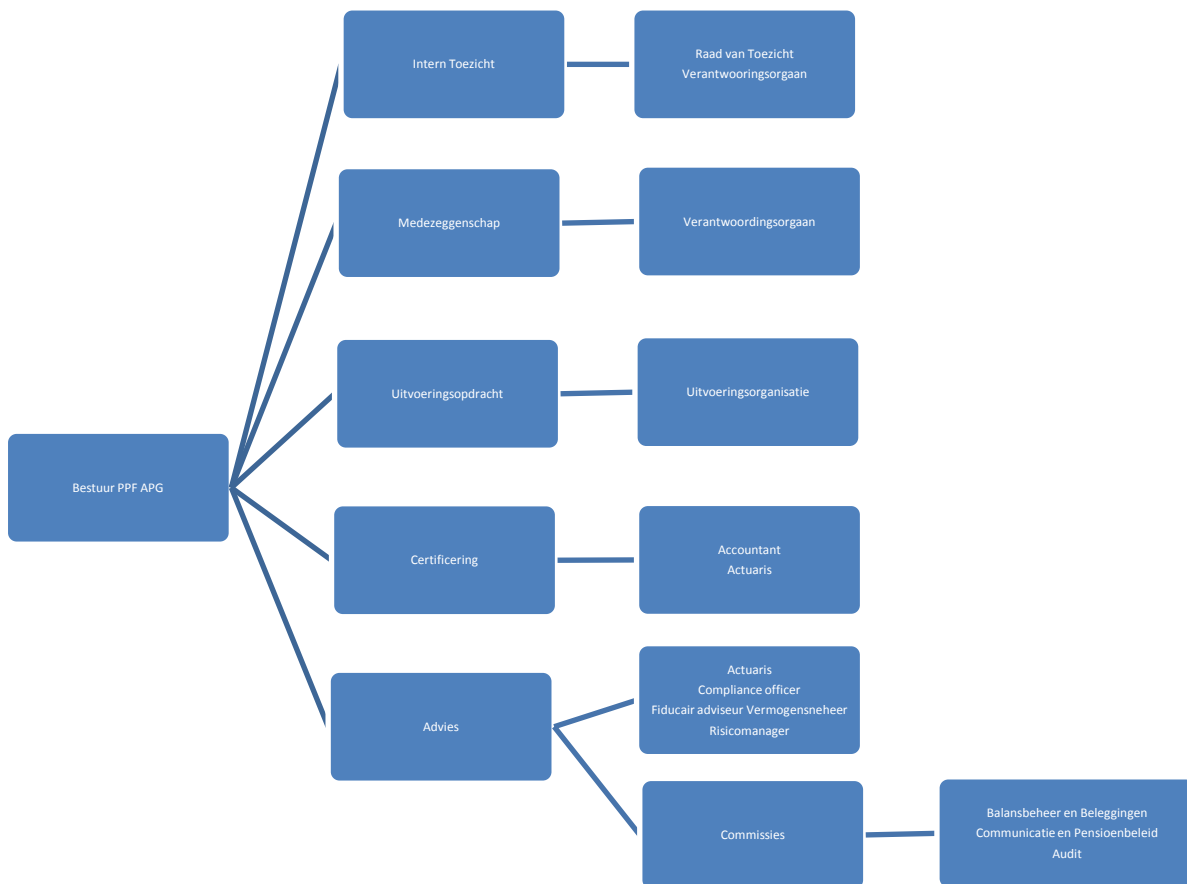 Intern Toezicht
Raad van Toezicht
Verantwooringsorgaan
Medezeggenschap
Verantwoordingsorgaan
Uitvoeringsopdracht
Uitvoeringsorganisatie
Bestuur PPF APG
Certificering
Accountant
Actuaris
Advies
Actuaris
Compliance officer
Fiducair adviseur Vermogensneheer
Risicomanager
Commissies
Balansbeheer en Beleggingen
Communicatie en Pensioenbeleid
Audit